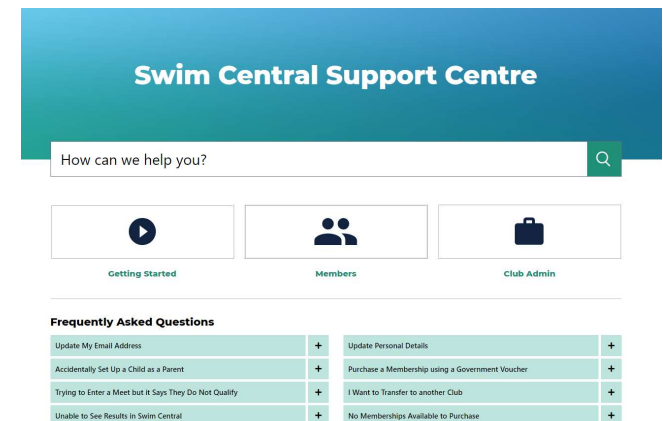 Swim Central Support Centre
How can we help you?
Getting Started
Members
Club Admin
Frequently Asked Questions
Update My Email Address +
Update Personal Details +
Accidentally Set Up a Child as a Parent +
Purchase a Membership using a Government Voucher +
Trying to Enter a Meet but it Says They Do Not Qualify +
I Want to Transfer to another Club +
Unable to See Results in Swim Central +
No Memberships Available to Purchase +